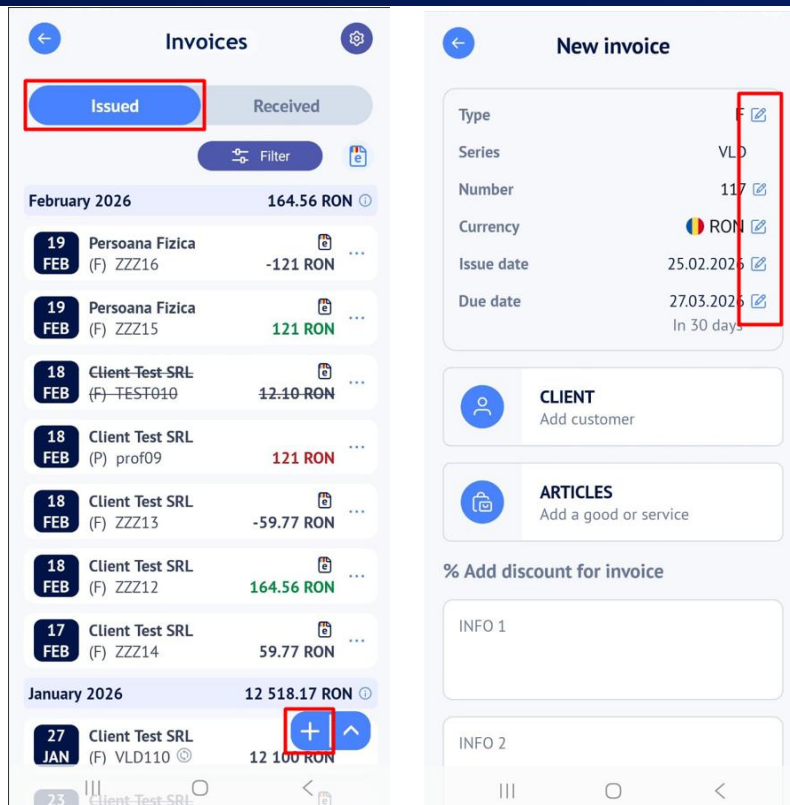 Invoices
Issued
Received
Filter
February 2026 164.56 RON
19 FEB Persoana Fizica
(F) ZZZ16 -121 RON
19 FEB Persoana Fizica
(F) ZZZ15 121 RON
18 FEB Client Test SRL
(F) TEST010 12.10 RON
18 FEB Client Test SRL
(P) prof09 121 RON
18 FEB Client Test SRL
(F) ZZZ13 -59.77 RON
18 FEB Client Test SRL
(F) ZZZ12 164.56 RON
17 FEB Client Test SRL
(F) ZZZ14 59.77 RON
January 2026 12 518.17 RON
27 JAN Client Test SRL
(F) VLD110 12 100 RON
23 Client Test SRL
New invoice
Type F
Series VLD
Number 117
Currency RON
Issue date 25.02.2026
Due date 27.03.2026
In 30 days
CLIENT
Add customer
ARTICLES
Add a good or service
% Add discount for invoice
INFO 1
INFO 2